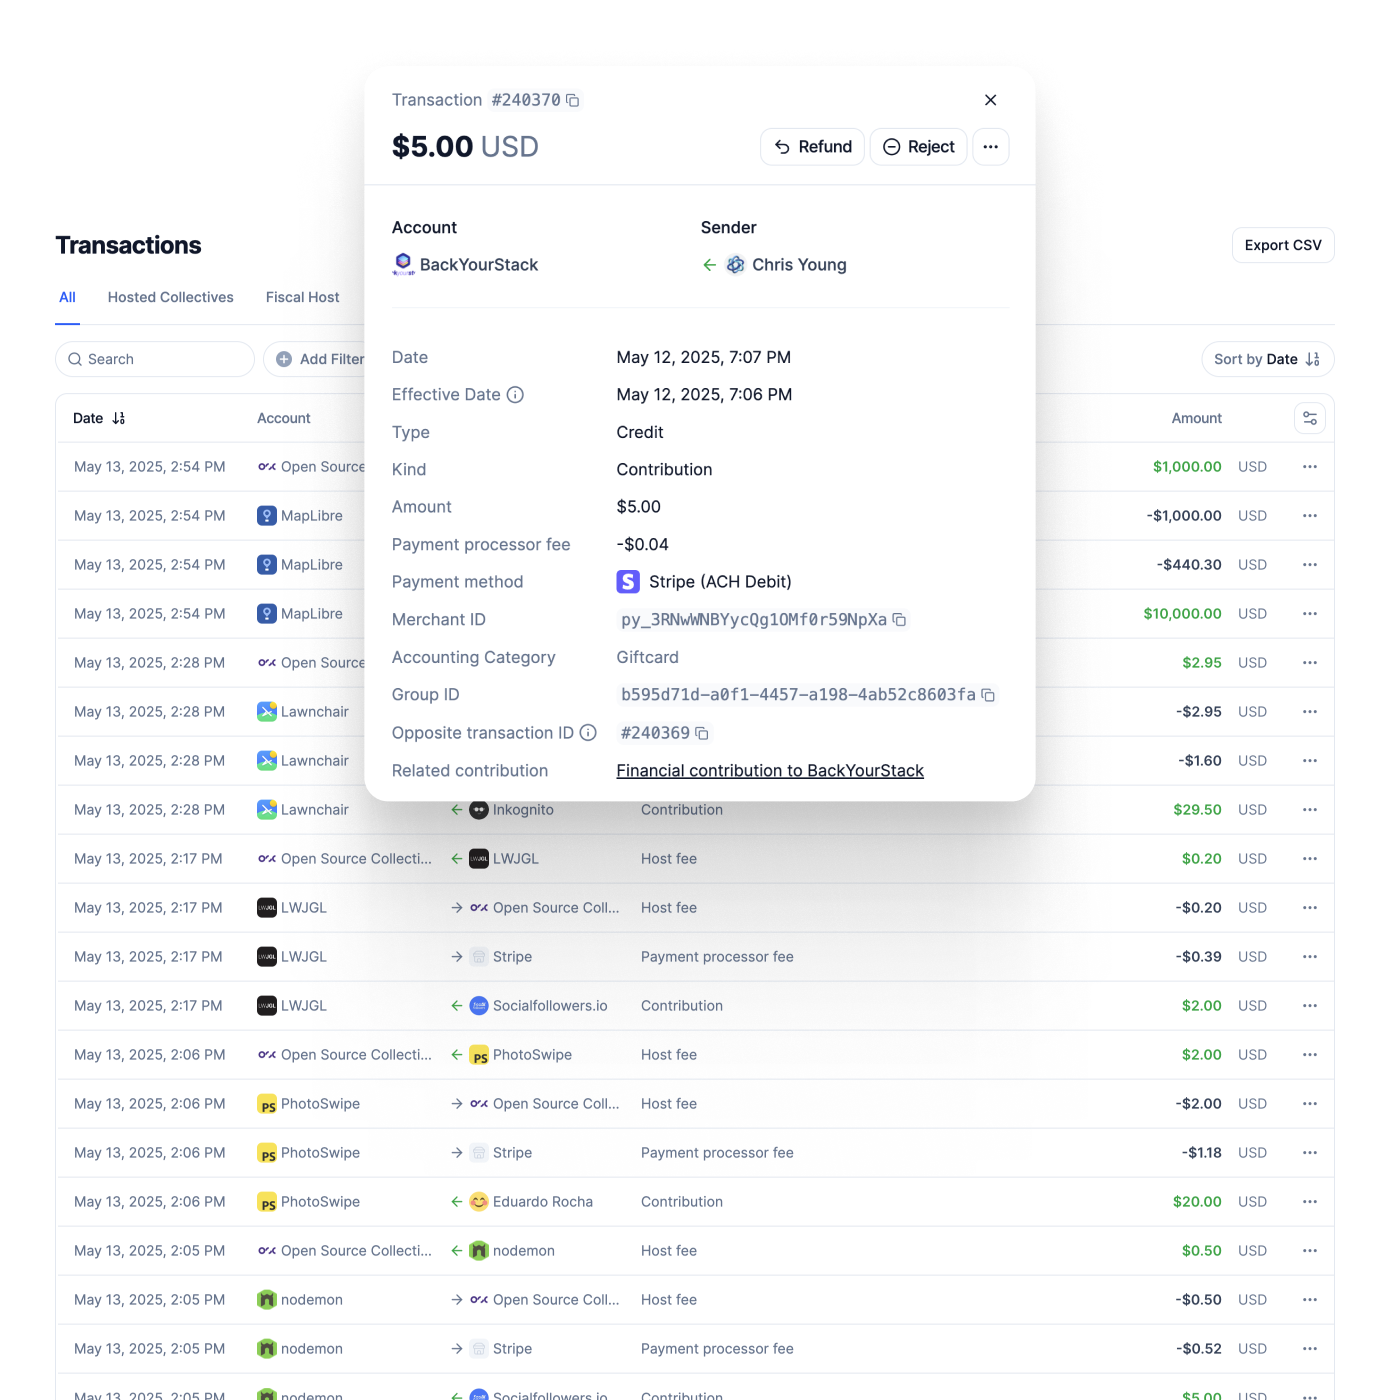 Transaction #240370
$5.00 USD
Refund
Reject
Account
BackYourStack
Sender
Chris Young
Date May 12, 2025, 7:07 PM
Effective Date May 12, 2025, 7:06 PM
Type Credit
Kind Contribution
Amount $5.00
Payment processor fee -$0.04
Payment method Stripe (ACH Debit)
Merchant ID py_3RNwWNBYycQg1OMf0r59NpXa
Accounting Category Giftcard
Group ID b595d71d-a0f1-4457-a198-4ab52c8603fa
Opposite transaction ID #240369
Related contribution Financial contribution to BackYourStack
Transactions
Export CSV
All Hosted Collectives Fiscal Host
Search Add Filter Sort by Date
Date Account Amount
May 13, 2025, 2:54 PM Open Source $1,000.00 USD
May 13, 2025, 2:54 PM MapLibre -$1,000.00 USD
May 13, 2025, 2:54 PM MapLibre -$440.30 USD
May 13, 2025, 2:54 PM MapLibre $10,000.00 USD
May 13, 2025, 2:28 PM Open Source $2.95 USD
May 13, 2025, 2:28 PM Lawnchair -$2.95 USD
May 13, 2025, 2:28 PM Lawnchair -$1.60 USD
May 13, 2025, 2:28 PM Lawnchair Inkognito Contribution $29.50 USD
May 13, 2025, 2:17 PM Open Source Collecti... LWJGL Host fee $0.20 USD
May 13, 2025, 2:17 PM LWJGL Open Source Coll... Host fee -$0.20 USD
May 13, 2025, 2:17 PM LWJGL Stripe Payment processor fee -$0.39 USD
May 13, 2025, 2:17 PM LWJGL Socialfollowers.io Contribution $2.00 USD
May 13, 2025, 2:06 PM Open Source Collecti... PS PhotoSwipe Host fee $2.00 USD
May 13, 2025, 2:06 PM PS PhotoSwipe Open Source Coll... Host fee -$2.00 USD
May 13, 2025, 2:06 PM PS PhotoSwipe Stripe Payment processor fee -$1.18 USD
May 13, 2025, 2:06 PM PS PhotoSwipe Eduardo Rocha Contribution $20.00 USD
May 13, 2025, 2:05 PM Open Source Collecti... nodemon Host fee $0.50 USD
May 13, 2025, 2:05 PM nodemon Open Source Coll... Host fee -$0.50 USD
May 13, 2025, 2:05 PM nodemon Stripe Payment processor fee -$0.52 USD
May 13, 2025, 2:05 PM nodemon Socialfollowers.io Contribution $5.00 USD